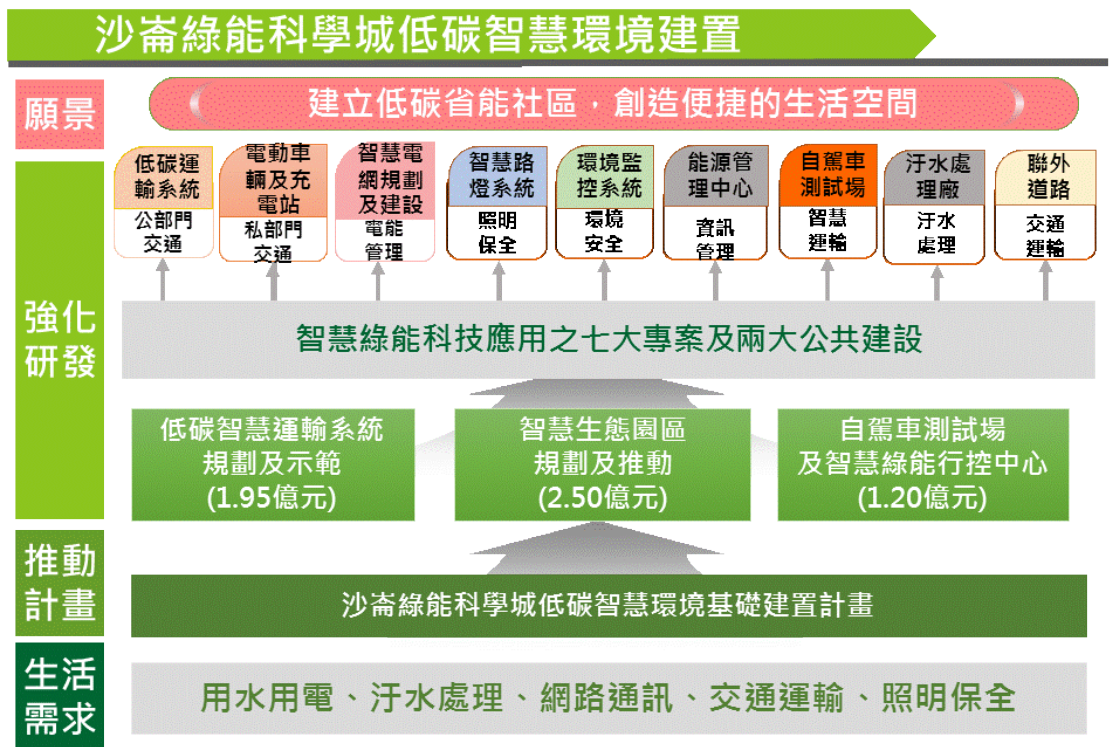 沙崙綠能科學城低碳智慧環境建置
願景
建立低碳省能社區，創造便捷的生活空間
低碳運
輸系統
公部門
交通
電動車
輛及充
電站
私部門
交通
智慧電
網規劃
及建設
電能
管理
智慧路
燈系統
照明
保全
環境監
控系統
環境
安全
能源管
理中心
資訊
管理
自駕車
測試場
智慧
運輸
汙水處
理廠
汙水
處理
聯外
道路
交通
運輸
強化
研發
智慧綠能科技應用之七大專案及兩大公共建設
低碳智慧運輸系統
規劃及示範
(1.95億元)
智慧生態園區
規劃及推動
(2.50億元)
自駕車測試場
及智慧綠能行控中心
(1.20億元)
推動
計畫
沙崙綠能科學城低碳智慧環境基礎建置計畫
生活
需求
用水用電、汙水處理、網路通訊、交通運輸、照明保全